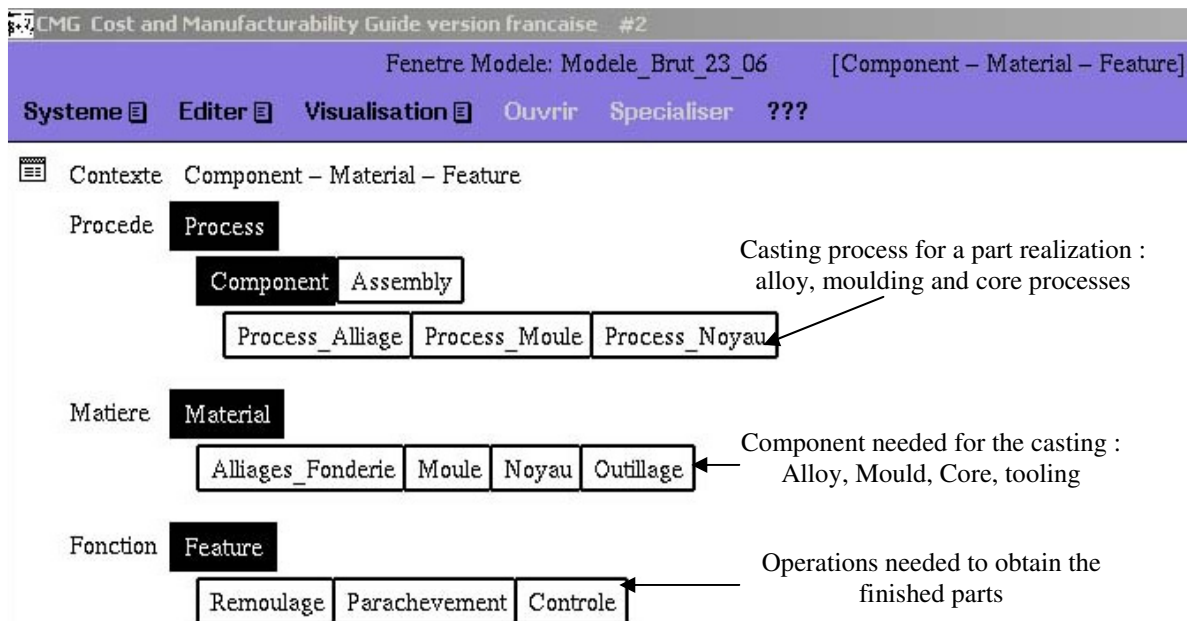 CMG Cost and Manufacturability Guide version francaise #2
Fenetre Modele: Modele_Brut_23_06 [Component – Material – Feature]
Systeme Editer Visualisation Ouvrir Specialiser ???
Contexte Component – Material – Feature
Procede Process
Component Assembly
Process_Alliage Process_Moule Process_Noyau
Casting process for a part realization :
alloy, moulding and core processes
Matiere Material
Alliages_Fonderie Moule Noyau Outillage
Component needed for the casting :
Alloy, Mould, Core, tooling
Fonction Feature
Remoulage Parachevement Controle
Operations needed to obtain the
finished parts